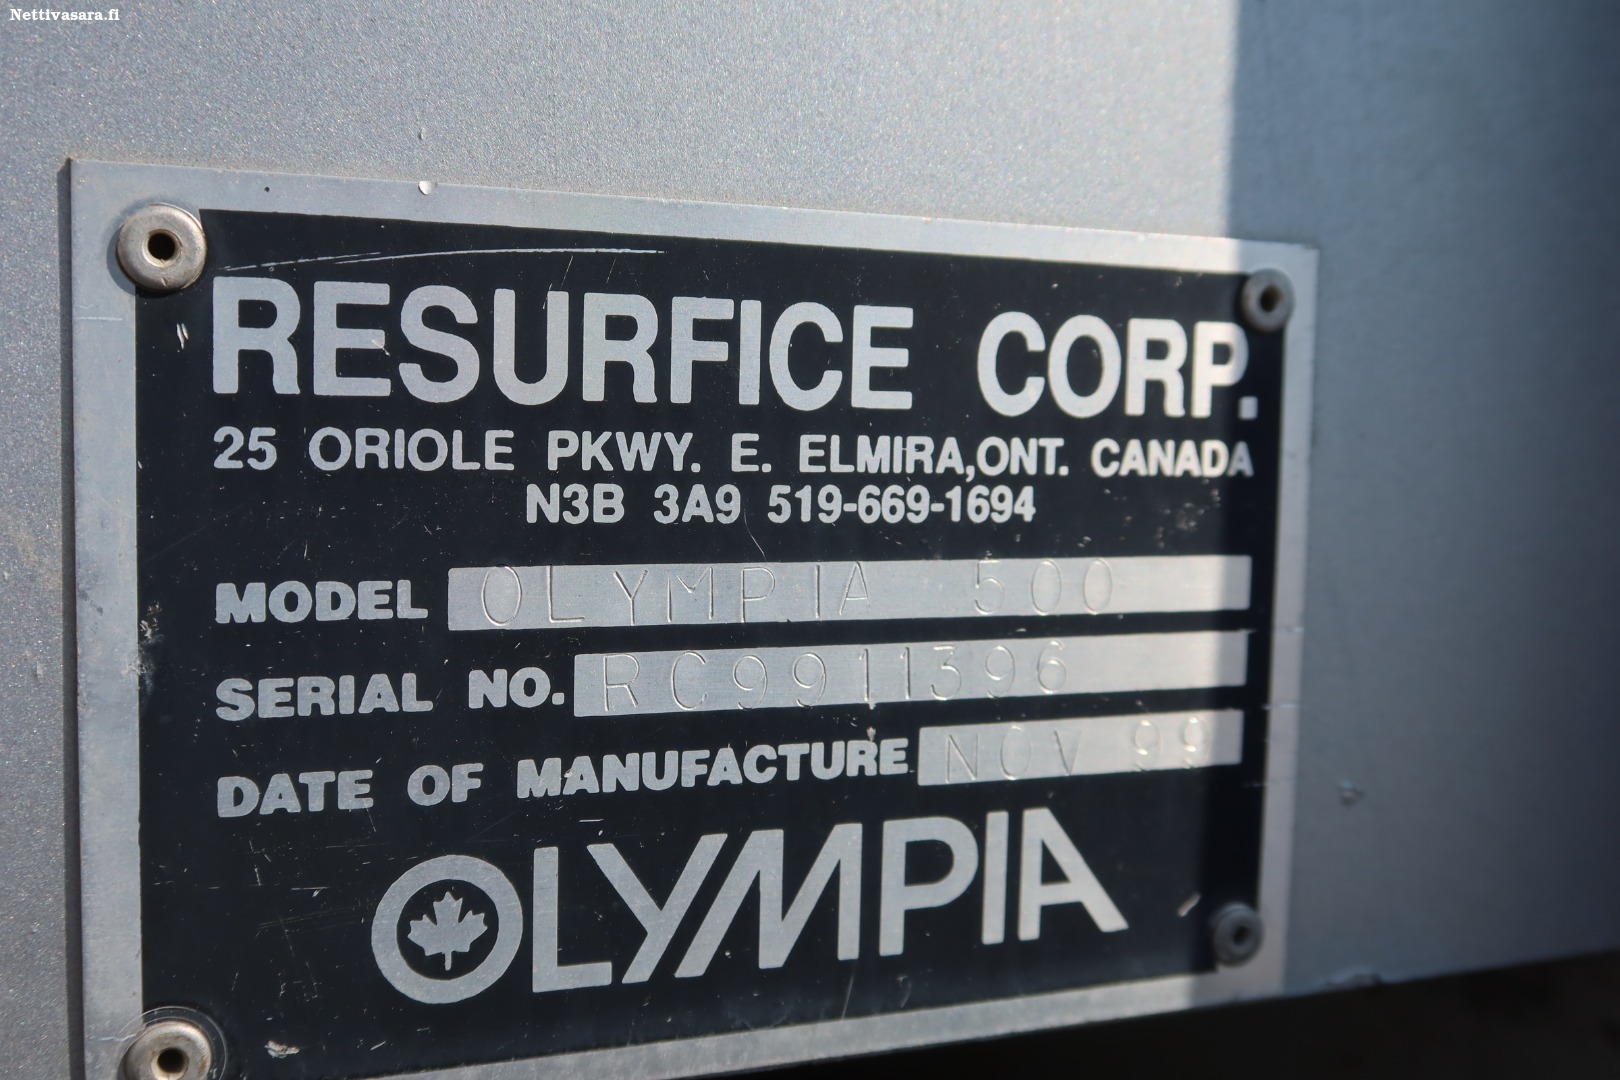 Nettivasara.fi
RESURFICE CORP.
25 ORIOLE PKWY. E. ELMIRA,ONT. CANADA
N3B 3A9 519-669-1694
MODEL OLYMPIA 500
SERIAL NO. RC9911396
DATE OF MANUFACTURE NOV 99
OLYMPIA